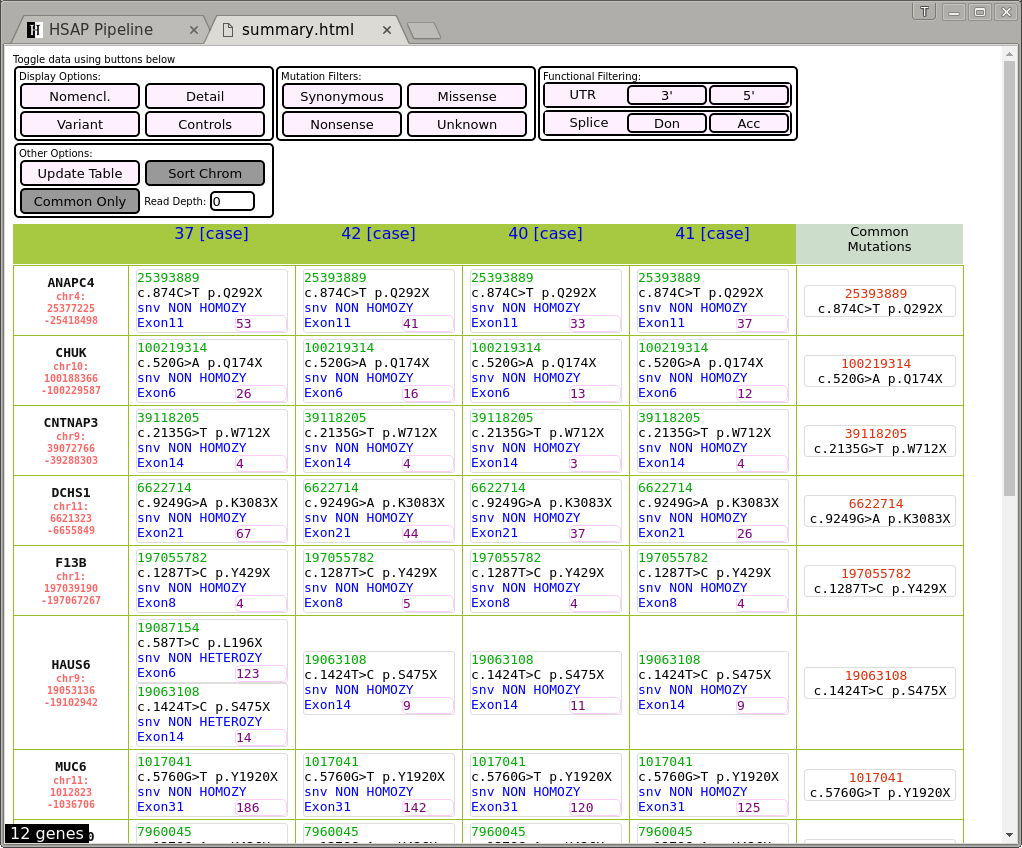 HSAP Pipeline
summary.html
T
Toggle data using buttons below
Display Options:
Nomencl.
Detail
Variant
Controls
Mutation Filters:
Synonymous
Missense
Nonsense
Unknown
Functional Filtering:
UTR 3' 5'
Splice Don Acc
Other Options:
Update Table
Sort Chrom
Common Only
Read Depth: 0
37 [case]
42 [case]
40 [case]
41 [case]
Common
Mutations
ANAPC4
chr4:
25377225
-25418498
25393889
c.874C>T p.Q292X
snv NON HOMOZY
Exon11 53
25393889
c.874C>T p.Q292X
snv NON HOMOZY
Exon11 41
25393889
c.874C>T p.Q292X
snv NON HOMOZY
Exon11 33
25393889
c.874C>T p.Q292X
snv NON HOMOZY
Exon11 37
25393889
c.874C>T p.Q292X
CHUK
chr10:
100188366
-100229587
100219314
c.520G>A p.Q174X
snv NON HOMOZY
Exon6 26
100219314
c.520G>A p.Q174X
snv NON HOMOZY
Exon6 16
100219314
c.520G>A p.Q174X
snv NON HOMOZY
Exon6 13
100219314
c.520G>A p.Q174X
snv NON HOMOZY
Exon6 12
100219314
c.520G>A p.Q174X
CNTNAP3
chr9:
39072766
-39288303
39118205
c.2135G>T p.W712X
snv NON HOMOZY
Exon14 4
39118205
c.2135G>T p.W712X
snv NON HOMOZY
Exon14 4
39118205
c.2135G>T p.W712X
snv NON HOMOZY
Exon14 3
39118205
c.2135G>T p.W712X
snv NON HOMOZY
Exon14 4
39118205
c.2135G>T p.W712X
DCHS1
chr11:
6621323
-6655849
6622714
c.9249G>A p.K3083X
snv NON HOMOZY
Exon21 67
6622714
c.9249G>A p.K3083X
snv NON HOMOZY
Exon21 44
6622714
c.9249G>A p.K3083X
snv NON HOMOZY
Exon21 37
6622714
c.9249G>A p.K3083X
snv NON HOMOZY
Exon21 26
6622714
c.9249G>A p.K3083X
F13B
chr1:
197039190
-197067267
197055782
c.1287T>C p.Y429X
snv NON HOMOZY
Exon8 4
197055782
c.1287T>C p.Y429X
snv NON HOMOZY
Exon8 5
197055782
c.1287T>C p.Y429X
snv NON HOMOZY
Exon8 4
197055782
c.1287T>C p.Y429X
snv NON HOMOZY
Exon8 4
197055782
c.1287T>C p.Y429X
HAUS6
chr9:
19053136
-19102942
19087154
c.587T>C p.L196X
snv NON HETEROZY
Exon6 123
19063108
c.1424T>C p.S475X
snv NON HETEROZY
Exon14 14
19063108
c.1424T>C p.S475X
snv NON HOMOZY
Exon14 9
19063108
c.1424T>C p.S475X
snv NON HOMOZY
Exon14 11
19063108
c.1424T>C p.S475X
snv NON HOMOZY
Exon14 9
19063108
c.1424T>C p.S475X
MUC6
chr11:
1012823
-1036706
1017041
c.5760G>T p.Y1920X
snv NON HOMOZY
Exon31 186
1017041
c.5760G>T p.Y1920X
snv NON HOMOZY
Exon31 142
1017041
c.5760G>T p.Y1920X
snv NON HOMOZY
Exon31 120
1017041
c.5760G>T p.Y1920X
snv NON HOMOZY
Exon31 125
1017041
c.5760G>T p.Y1920X
7960045
7960045
7960045
7960045
12 genes